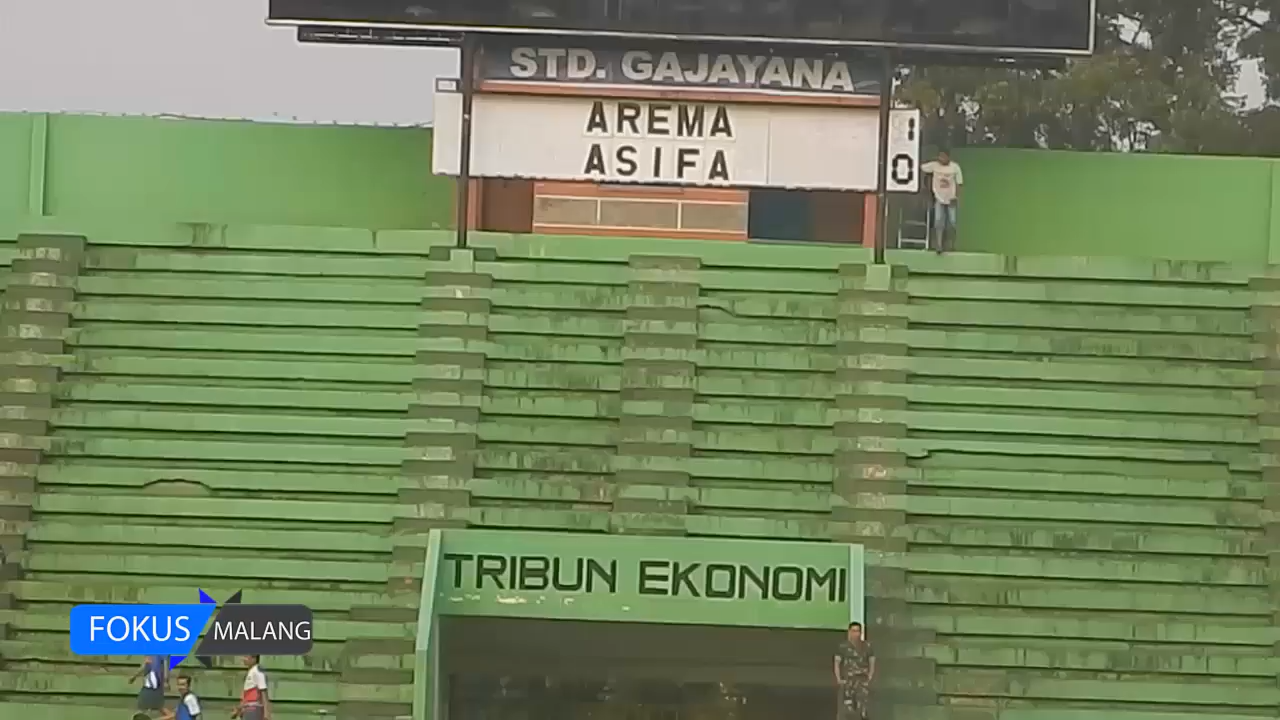 STD. GAJAYANA
AREMA 1
ASIFA 0
TRIBUN EKONOMI
FOKUS MALANG